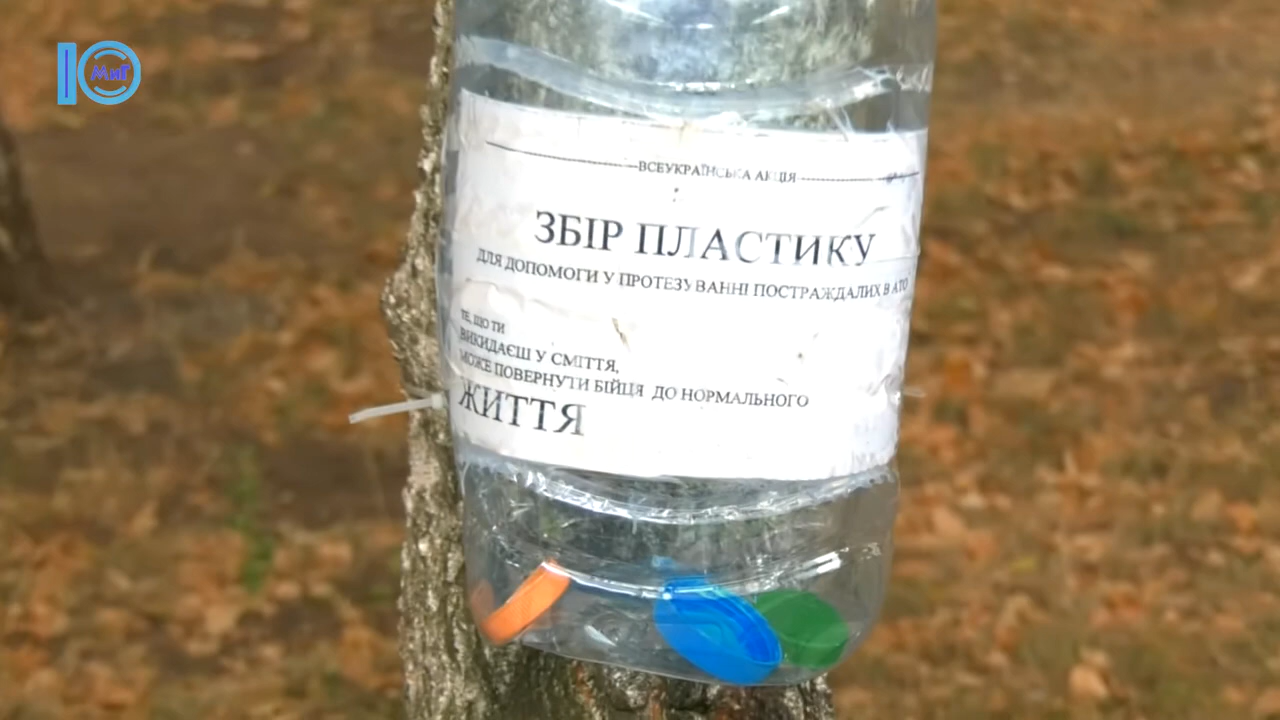 Ю
МиГ
ВСЕУКРАЇНСЬКА АКЦІЯ
ЗБІР ПЛАСТИКУ
ДЛЯ ДОПОМОГИ У ПРОТЕЗУВАННІ ПОСТРАЖДАЛИХ В АТО
ТЕ, ЩО ТИ
ВИКИДАЄШ У СМІТТЯ,
МОЖЕ ПОВЕРНУТИ БІЙЦЯ ДО НОРМАЛЬНОГО
ЖИТТЯ